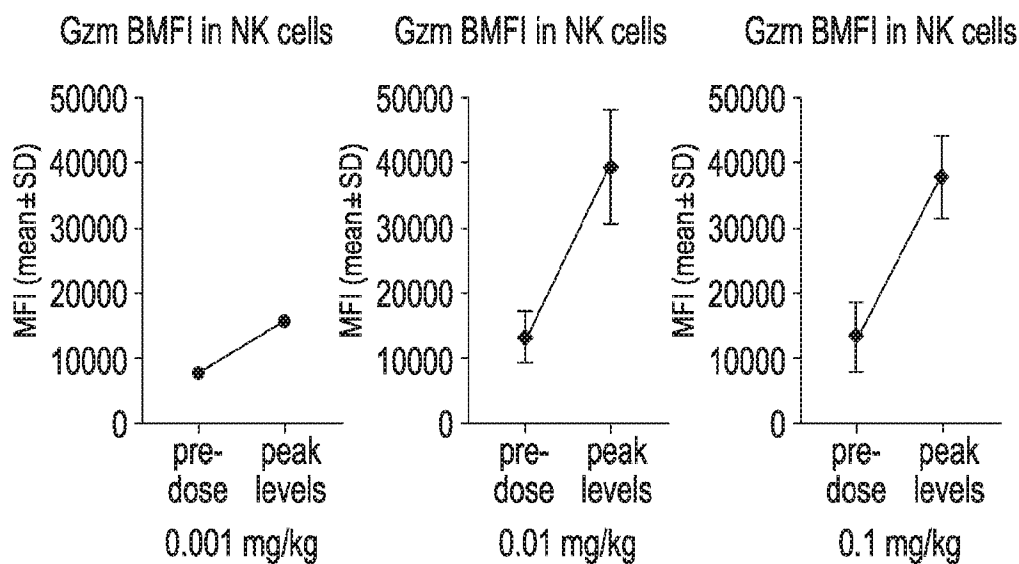 Gzm BMFI in NK cells
MFI (mean±SD)
50000
40000
30000
20000
10000
0
pre-
dose
peak
levels
0.001 mg/kg
Gzm BMFI in NK cells
MFI (mean±SD)
50000
40000
30000
20000
10000
0
pre-
dose
peak
levels
0.01 mg/kg
Gzm BMFI in NK cells
MFI (mean±SD)
50000
40000
30000
20000
10000
0
pre-
dose
peak
levels
0.1 mg/kg